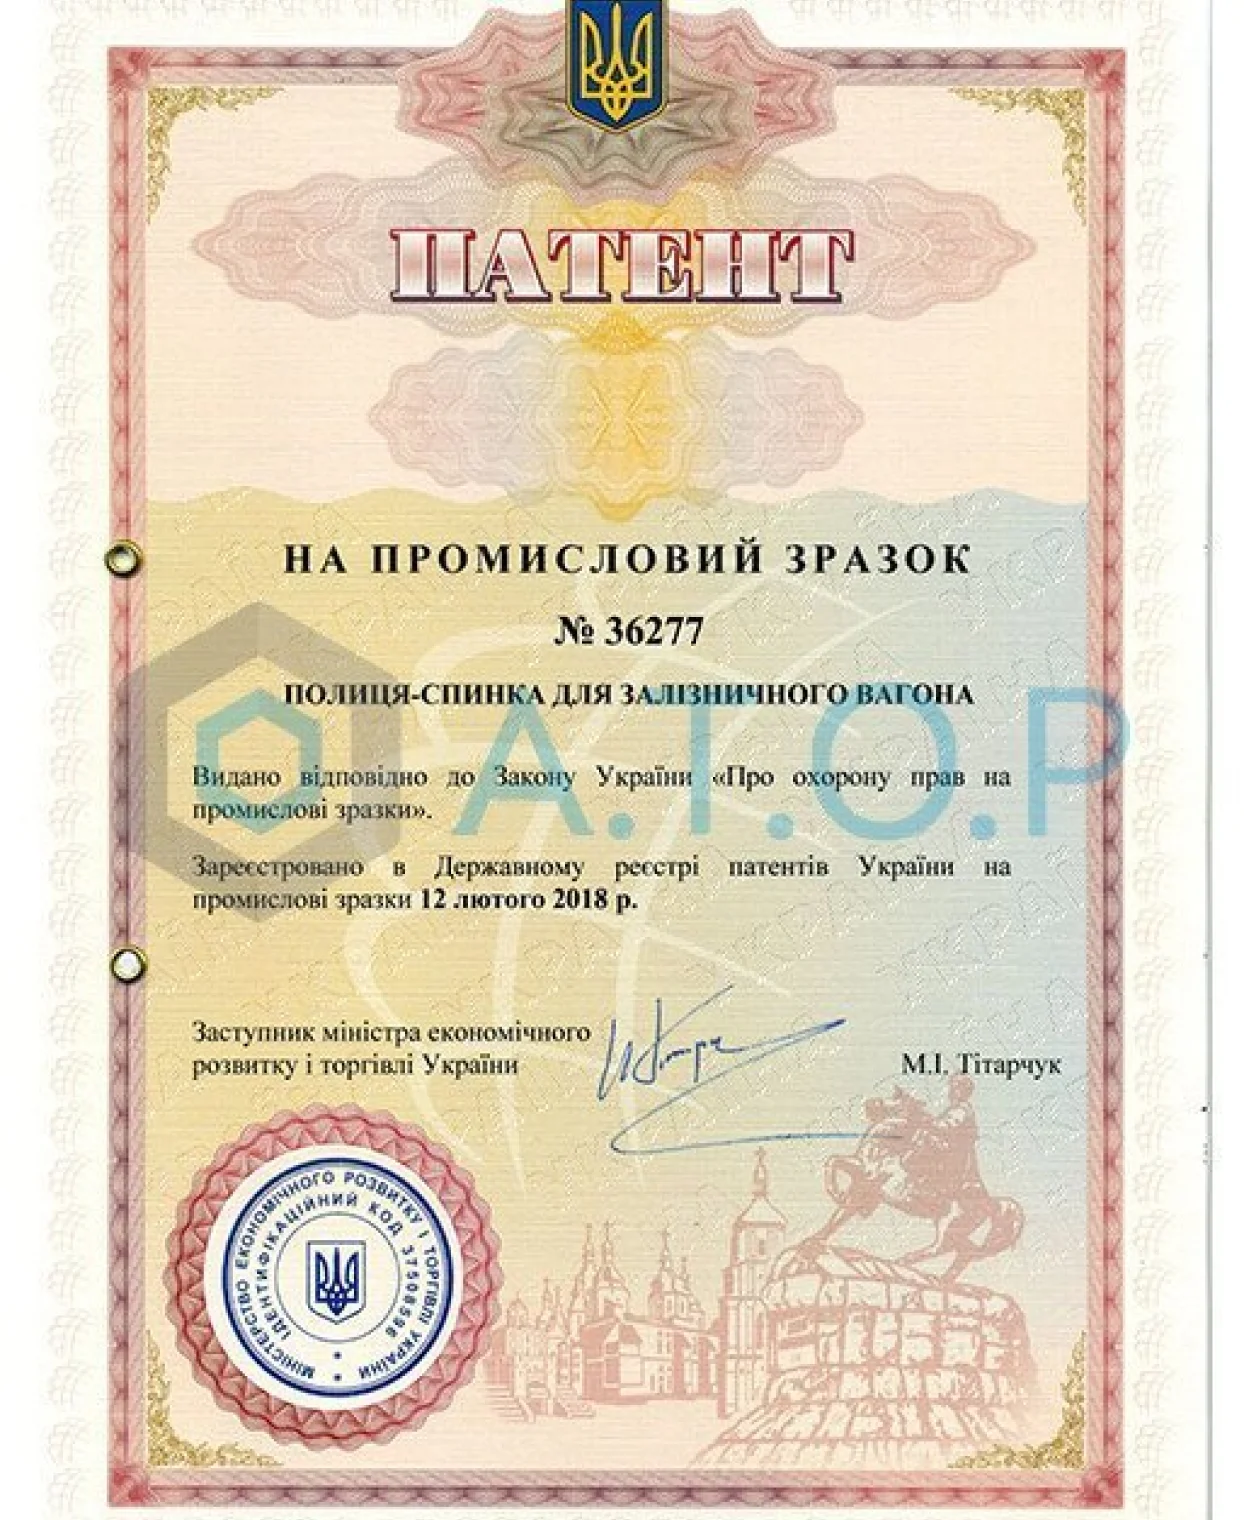 ПАТЕНТ
НА ПРОМИСЛОВИЙ ЗРАЗОК
№ 36277
ПОЛИЦЯ-СПИНКА ДЛЯ ЗАЛІЗНИЧНОГО ВАГОНА
А.Т.О.Р
Видано відповідно до Закону України «Про охорону прав на
промислові зразки».
Зареєстровано в Державному реєстрі патентів України на
промислові зразки 12 лютого 2018 р.
Заступник міністра економічного
розвитку і торгівлі України
М.І. Тітарчук
МІНІСТЕРСТВО ЕКОНОМІЧНОГО РОЗВИТКУ І ТОРГІВЛІ УКРАЇНИ
ІДЕНТИФІКАЦІЙНИЙ КОД 37508596